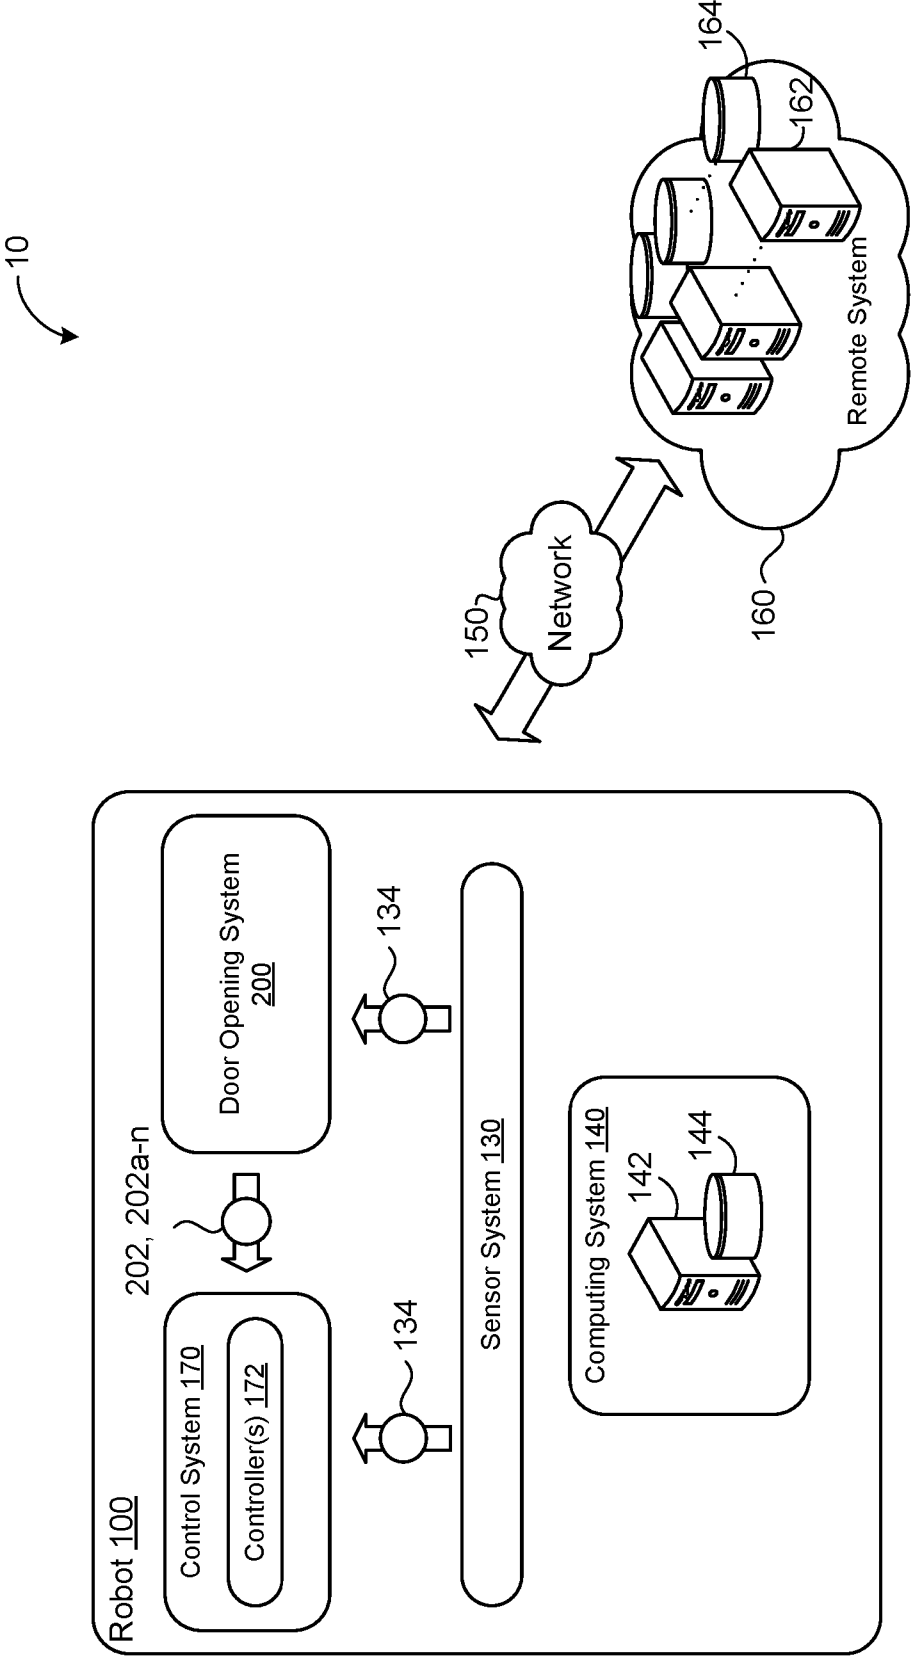 10
Robot 100
Control System 170
Controller(s) 172
202, 202a-n
Door Opening System
200
134
134
Sensor System 130
Computing System 140
142
144
150
Network
160
Remote System
162
164